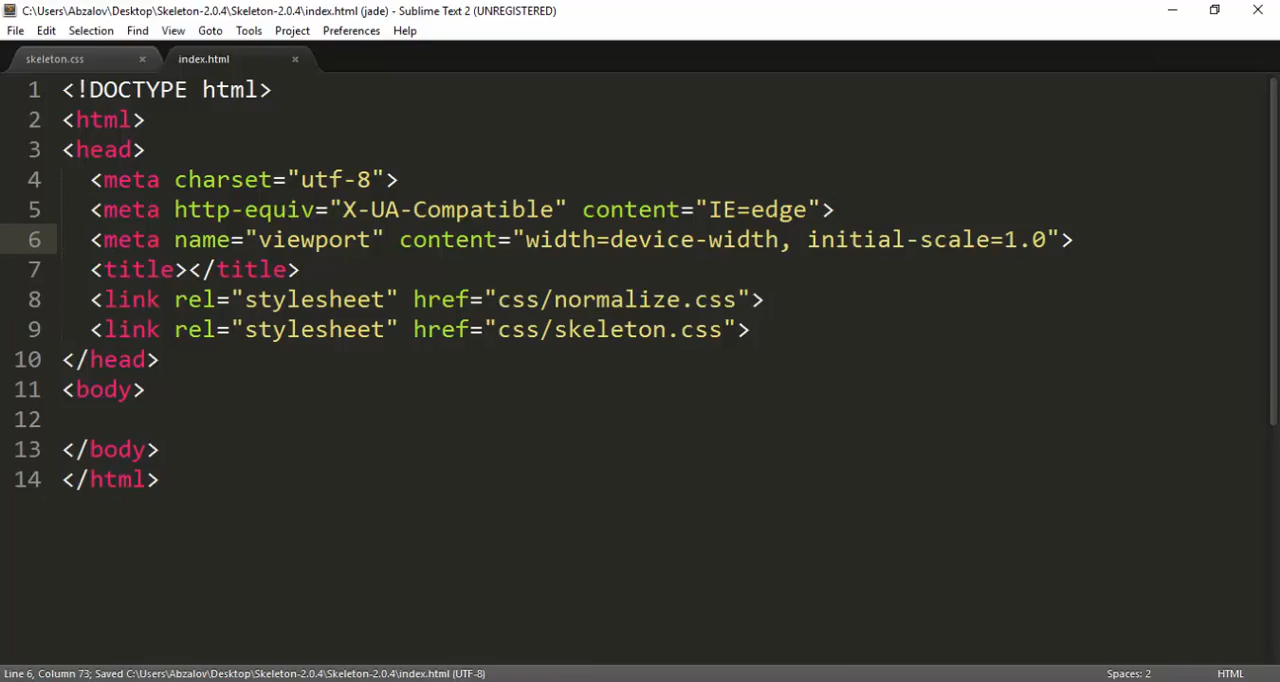 C:\Users\Abzalov\Desktop\Skeleton-2.0.4\Skeleton-2.0.4\index.html (jade) - Sublime Text 2 (UNREGISTERED)
File Edit Selection Find View Goto Tools Project Preferences Help
skeleton.css × index.html ×
1 <!DOCTYPE html>
2 <html>
3 <head>
4   <meta charset="utf-8">
5   <meta http-equiv="X-UA-Compatible" content="IE=edge">
6   <meta name="viewport" content="width=device-width, initial-scale=1.0">
7   <title></title>
8   <link rel="stylesheet" href="css/normalize.css">
9   <link rel="stylesheet" href="css/skeleton.css">
10 </head>
11 <body>
12
13 </body>
14 </html>
Line 6, Column 73; Saved C:\Users\Abzalov\Desktop\Skeleton-2.0.4\Skeleton-2.0.4\index.html (UTF-8) Spaces: 2 HTML